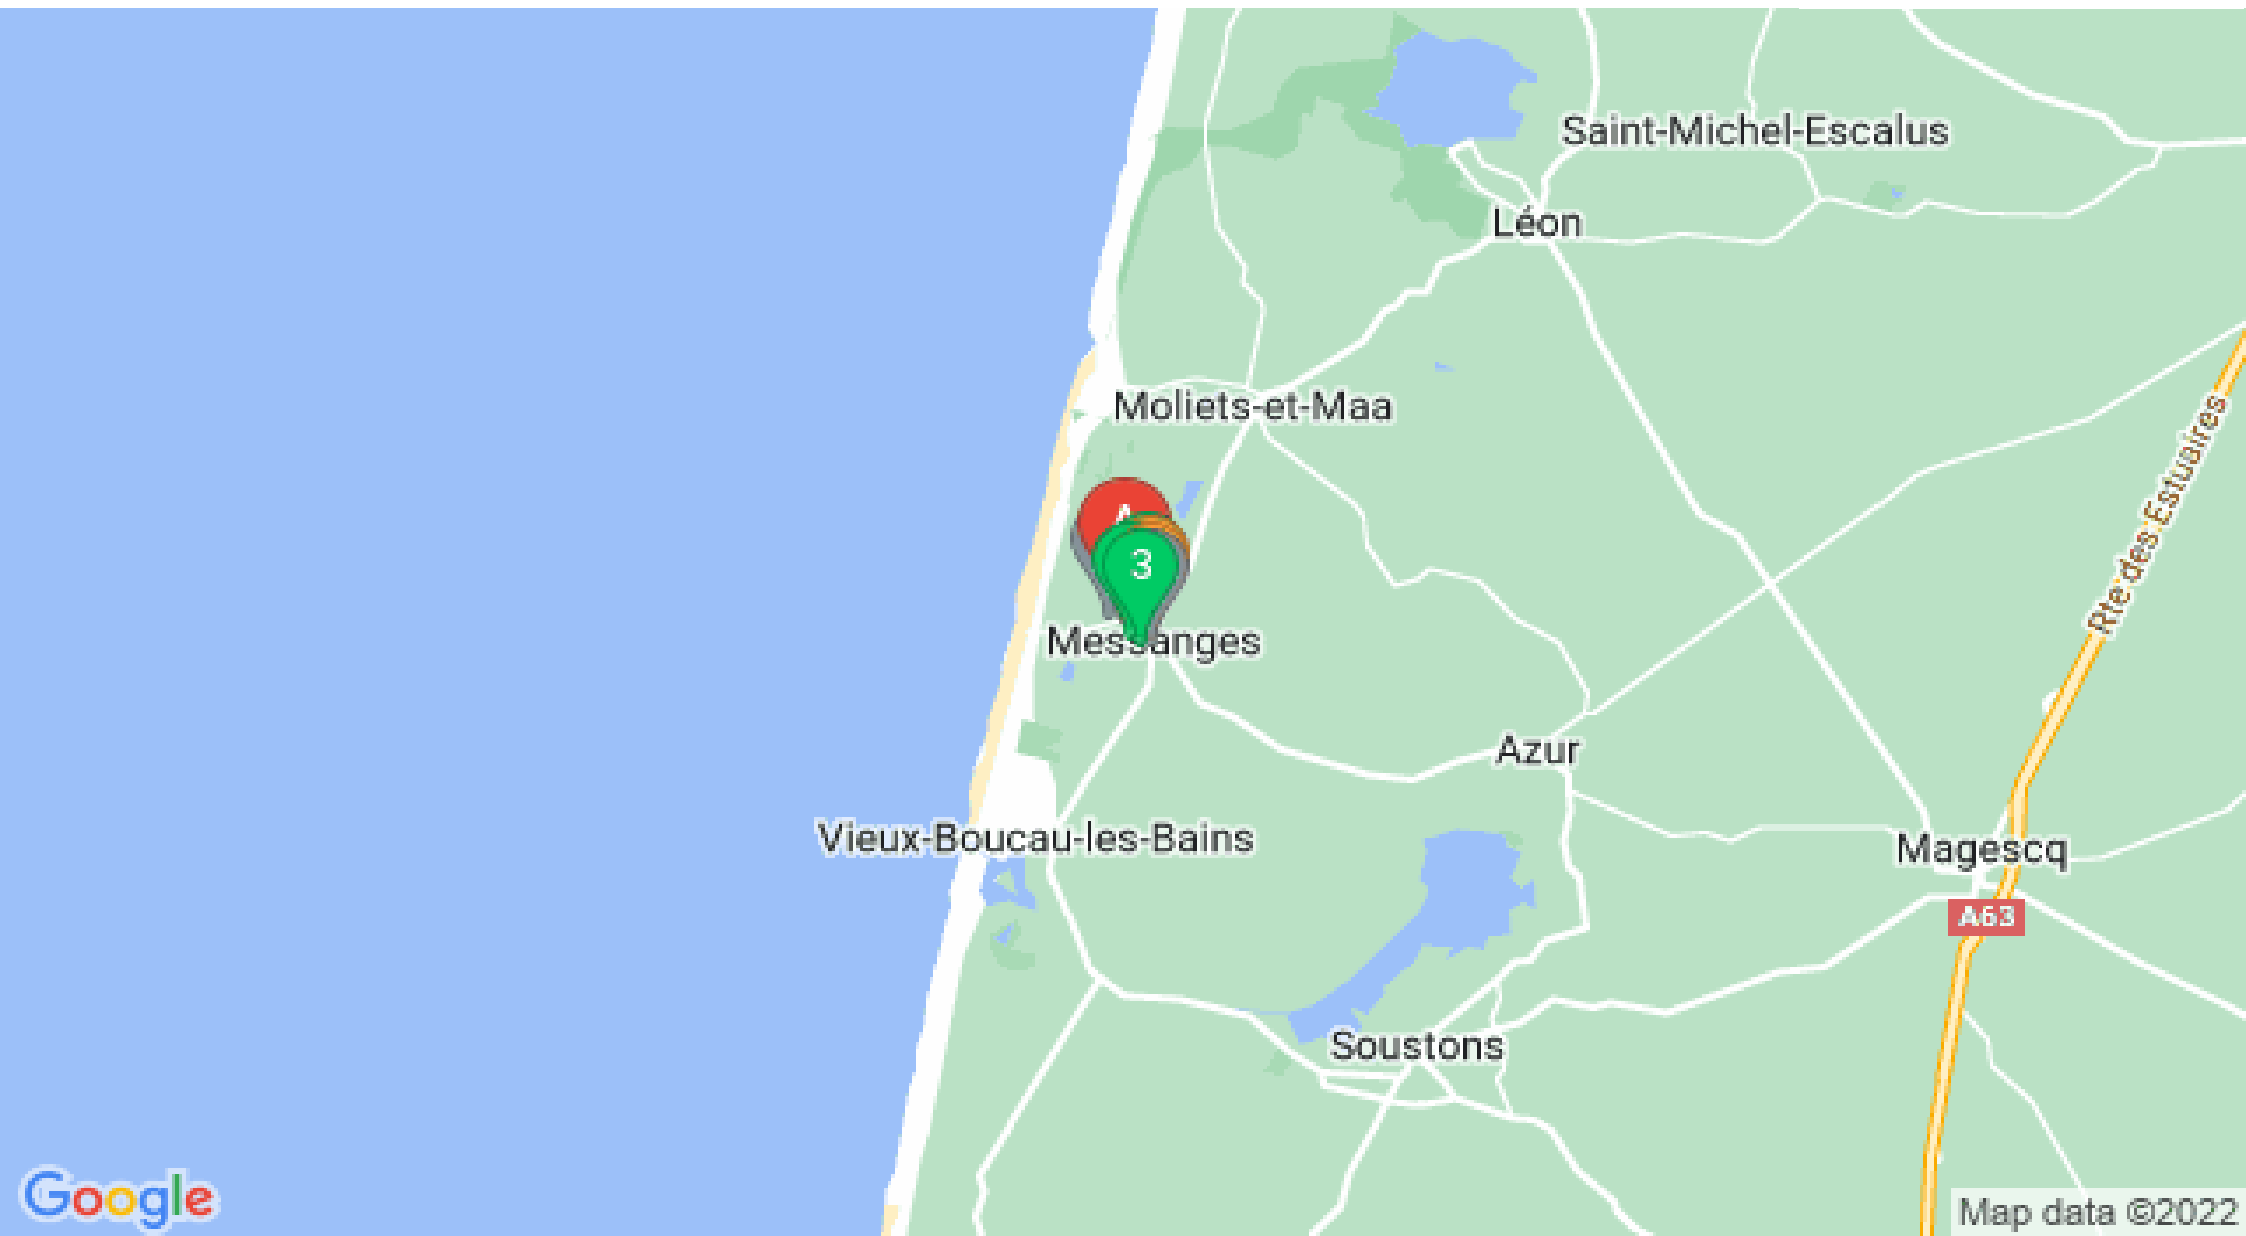 Saint-Michel-Escalus
Léon
Moliets-et-Maa
Rte des Estuaires
3
Messanges
Azur
Vieux-Boucau-les-Bains
Magescq
A63
Soustons
Google
Map data ©2022